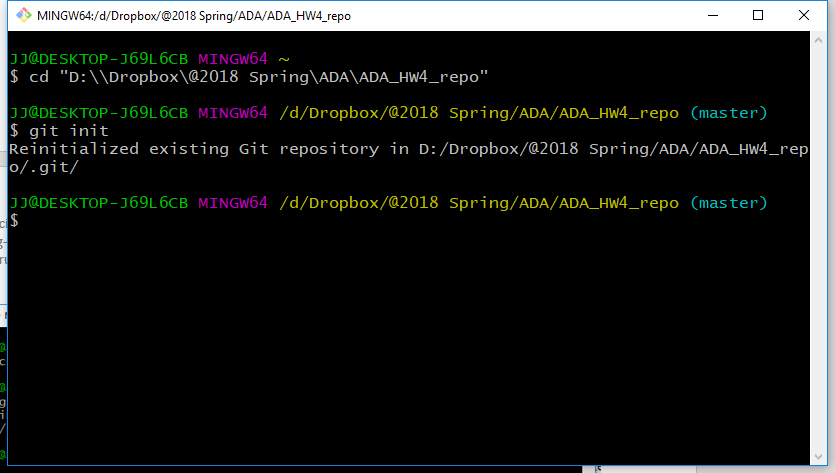 MINGW64:/d/Dropbox/@2018 Spring/ADA/ADA_HW4_repo
JJ@DESKTOP-J69L6CB MINGW64 ~
$ cd "D:\\Dropbox\@2018 Spring\ADA\ADA_HW4_repo"
JJ@DESKTOP-J69L6CB MINGW64 /d/Dropbox/@2018 Spring/ADA/ADA_HW4_repo (master)
$ git init
Reinitialized existing Git repository in D:/Dropbox/@2018 Spring/ADA/ADA_HW4_rep
o/.git/
JJ@DESKTOP-J69L6CB MINGW64 /d/Dropbox/@2018 Spring/ADA/ADA_HW4_repo (master)
$